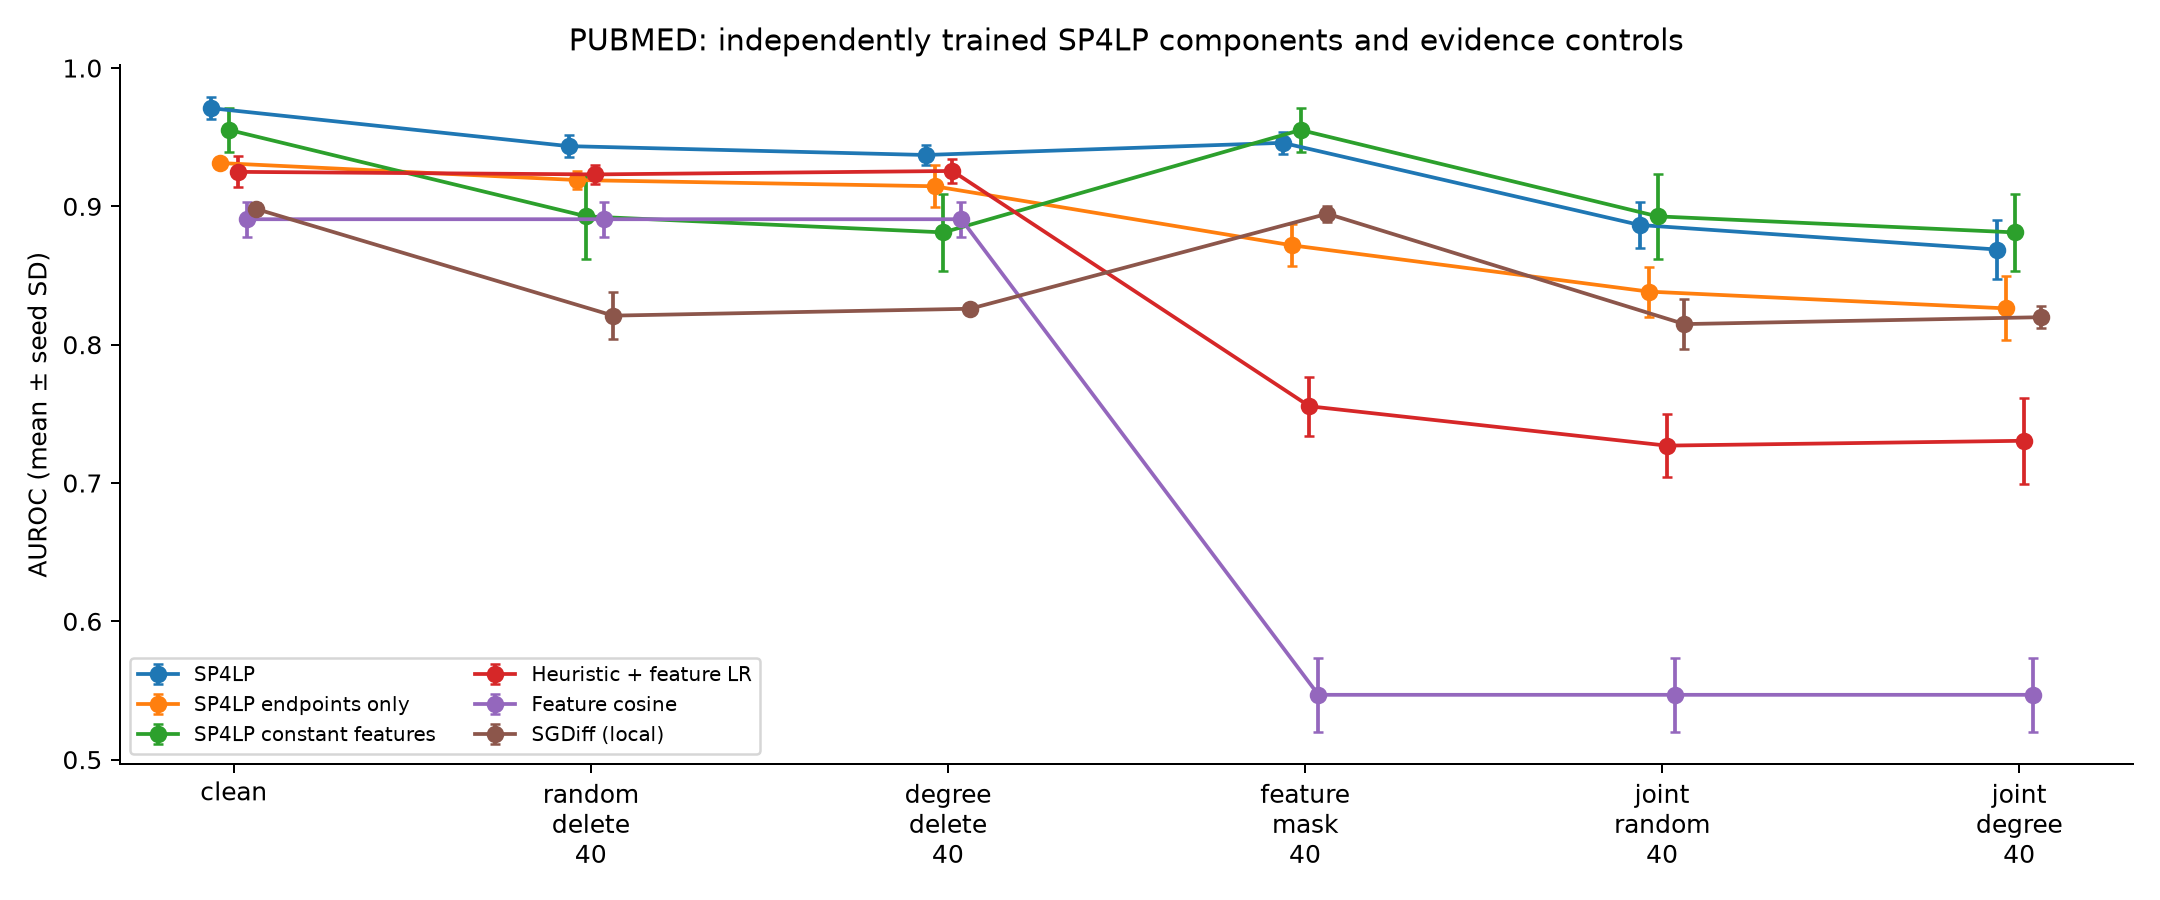 PUBMED: independently trained SP4LP components and evidence controls
AUROC (mean ± seed SD)
1.0
0.9
0.8
0.7
0.6
0.5
SP4LP
SP4LP endpoints only
SP4LP constant features
Heuristic + feature LR
Feature cosine
SGDiff (local)
clean
random
delete
40
degree
delete
40
feature
mask
40
joint
random
40
joint
degree
40